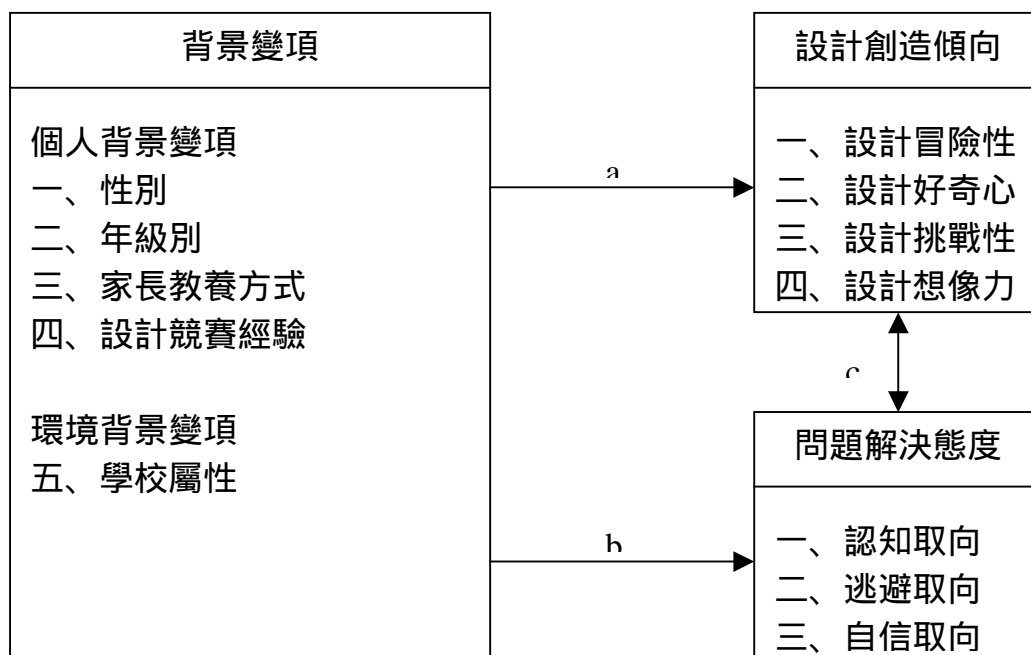 背景變項
個人背景變項
一、性別
二、年級別
三、家長教養方式
四、設計競賽經驗
環境背景變項
五、學校屬性
a
b
設計創造傾向
一、設計冒險性
二、設計好奇心
三、設計挑戰性
四、設計想像力
c
問題解決態度
一、認知取向
二、逃避取向
三、自信取向